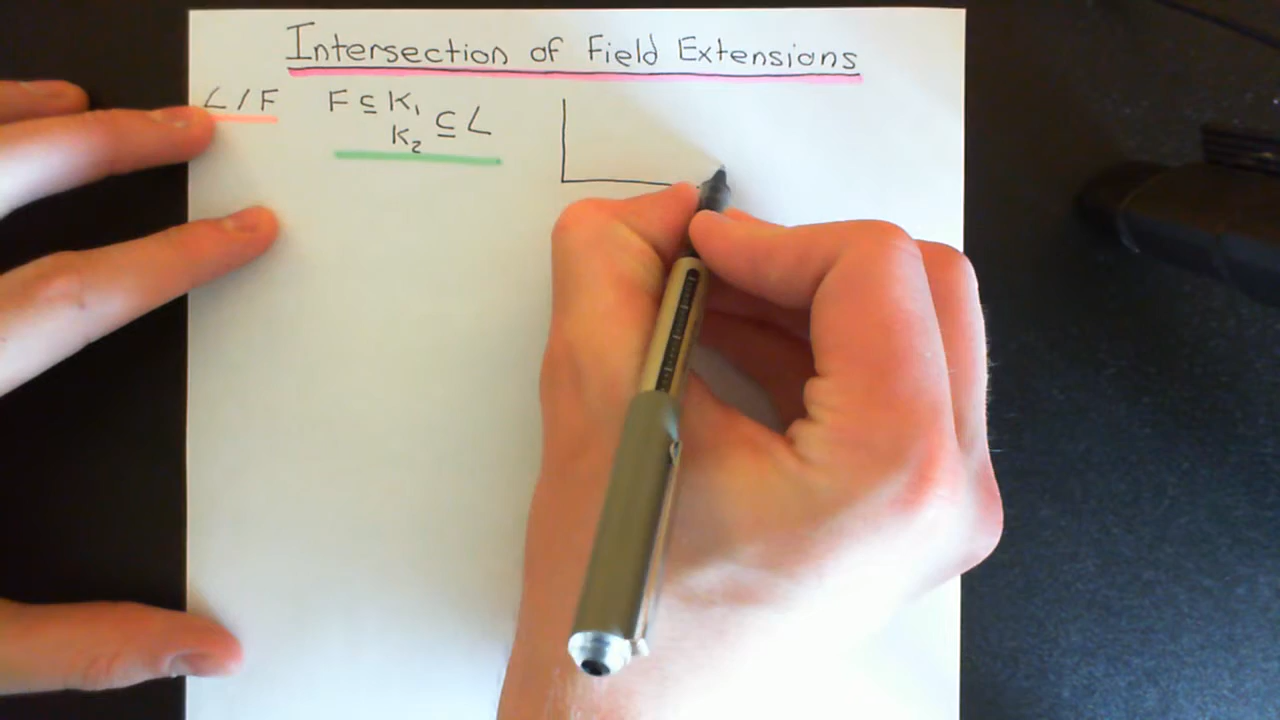 Intersection of Field Extensions
L / F F ⊆ K₁ ⊆ L
K₂